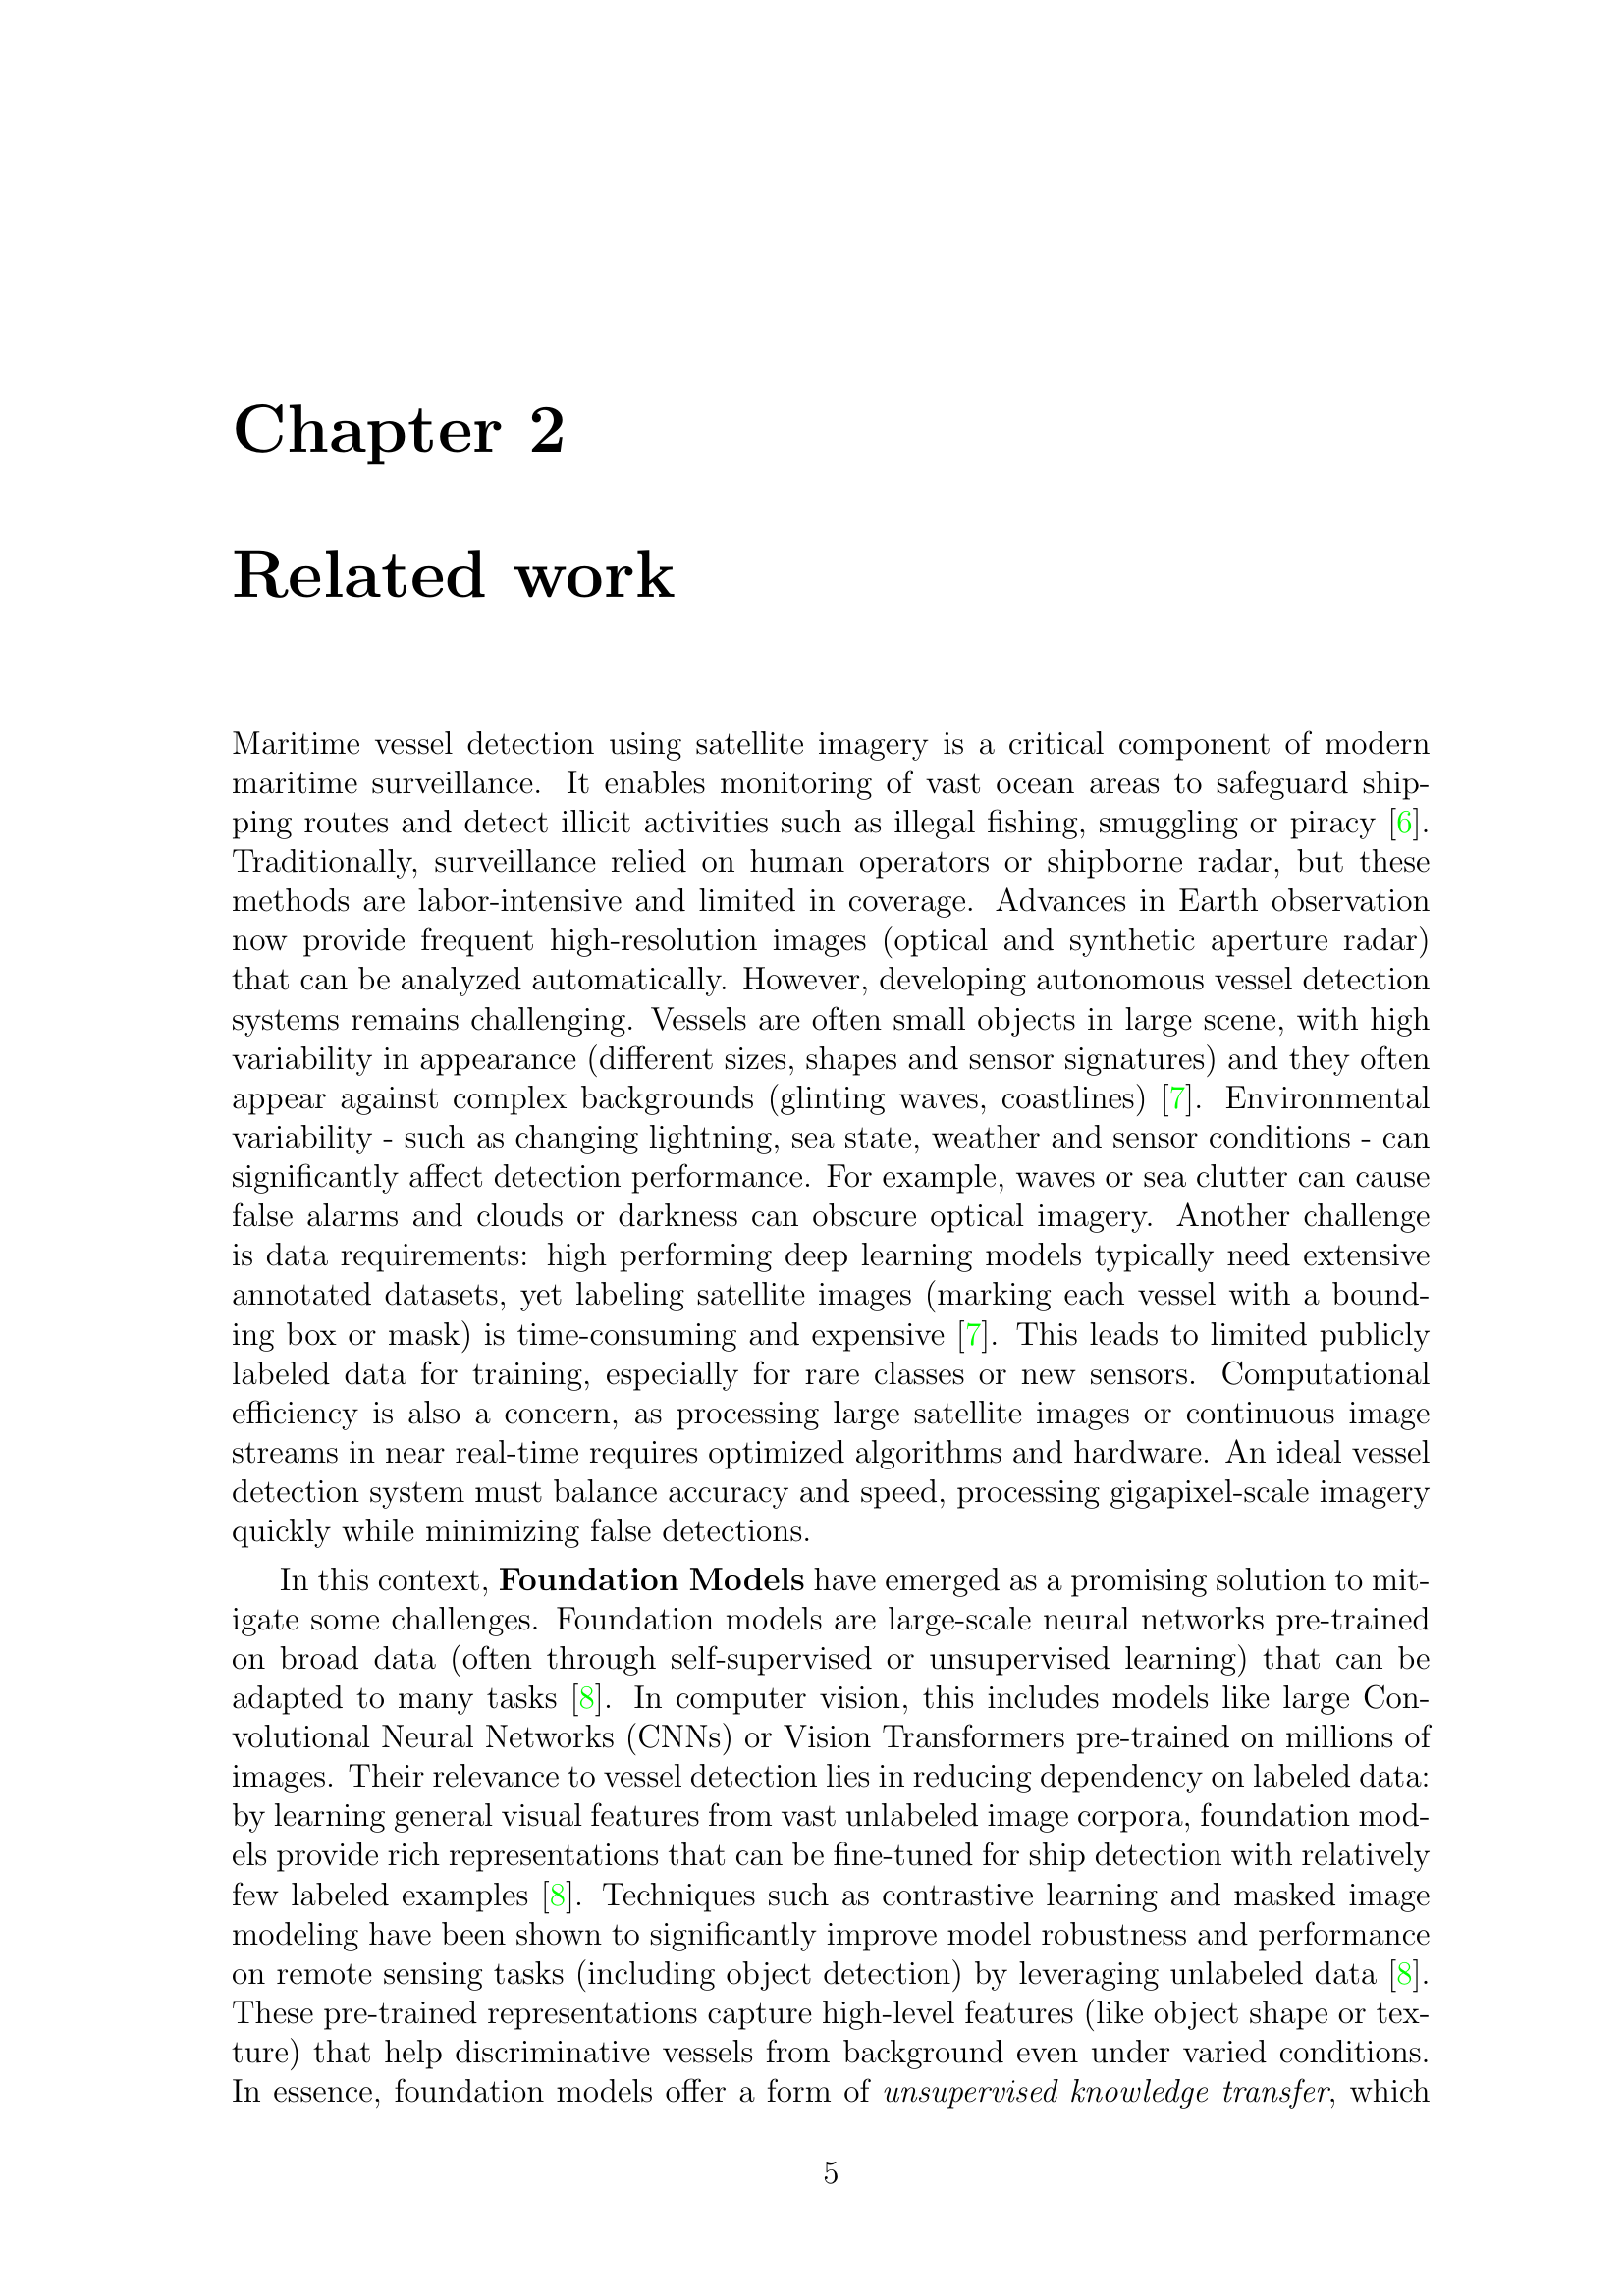 Chapter 2
Related work
Maritime vessel detection using satellite imagery is a critical component of modern
maritime surveillance. It enables monitoring of vast ocean areas to safeguard ship-
ping routes and detect illicit activities such as illegal fishing, smuggling or piracy [6].
Traditionally, surveillance relied on human operators or shipborne radar, but these
methods are labor-intensive and limited in coverage. Advances in Earth observation
now provide frequent high-resolution images (optical and synthetic aperture radar)
that can be analyzed automatically. However, developing autonomous vessel detection
systems remains challenging. Vessels are often small objects in large scene, with high
variability in appearance (different sizes, shapes and sensor signatures) and they often
appear against complex backgrounds (glinting waves, coastlines) [7]. Environmental
variability - such as changing lightning, sea state, weather and sensor conditions - can
significantly affect detection performance. For example, waves or sea clutter can cause
false alarms and clouds or darkness can obscure optical imagery. Another challenge
is data requirements: high performing deep learning models typically need extensive
annotated datasets, yet labeling satellite images (marking each vessel with a bound-
ing box or mask) is time-consuming and expensive [7]. This leads to limited publicly
labeled data for training, especially for rare classes or new sensors. Computational
efficiency is also a concern, as processing large satellite images or continuous image
streams in near real-time requires optimized algorithms and hardware. An ideal vessel
detection system must balance accuracy and speed, processing gigapixel-scale imagery
quickly while minimizing false detections.
In this context, Foundation Models have emerged as a promising solution to mit-
igate some challenges. Foundation models are large-scale neural networks pre-trained
on broad data (often through self-supervised or unsupervised learning) that can be
adapted to many tasks [8]. In computer vision, this includes models like large Con-
volutional Neural Networks (CNNs) or Vision Transformers pre-trained on millions of
images. Their relevance to vessel detection lies in reducing dependency on labeled data:
by learning general visual features from vast unlabeled image corpora, foundation mod-
els provide rich representations that can be fine-tuned for ship detection with relatively
few labeled examples [8]. Techniques such as contrastive learning and masked image
modeling have been shown to significantly improve model robustness and performance
on remote sensing tasks (including object detection) by leveraging unlabeled data [8].
These pre-trained representations capture high-level features (like object shape or tex-
ture) that help discriminative vessels from background even under varied conditions.
In essence, foundation models offer a form of unsupervised knowledge transfer, which
5